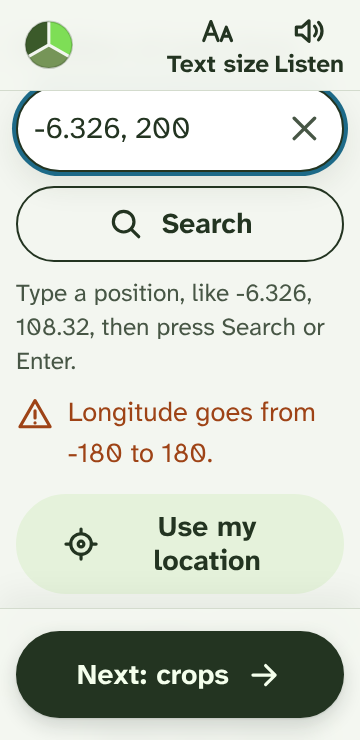 Text size Listen
-6.326, 200
Search
Type a position, like -6.326,
108.32, then press Search or
Enter.
Longitude goes from
-180 to 180.
Use my
location
Next: crops